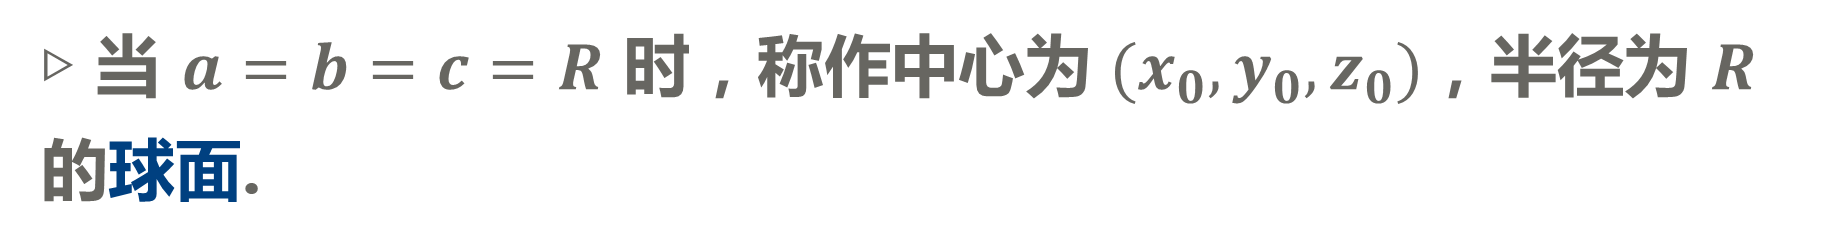 ▷ 当 a = b = c = R 时，称作中心为 (x₀, y₀, z₀)，半径为 R
的球面.